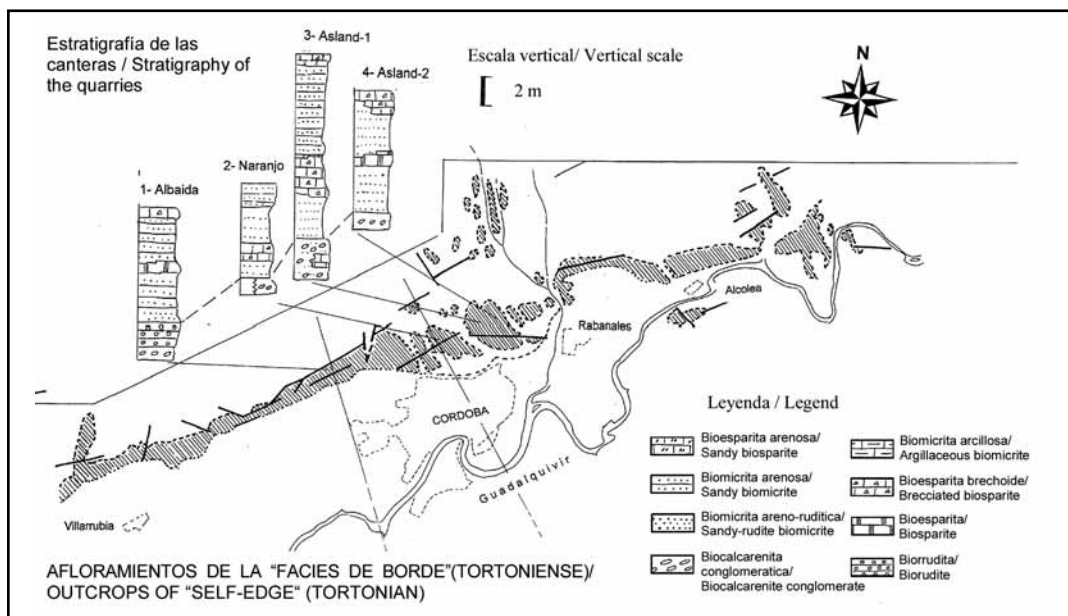 Estratigrafía de las
canteras / Stratigraphy of
the quarries
3- Asland-1
4- Asland-2
2- Naranjo
1- Albaida
Escala vertical/ Vertical scale
2 m
N
Alcolea
Rabanales
CORDOBA
Guadalquivir
Villarrubia
Leyenda / Legend
Bioesparita arenosa/
Sandy biosparite
Biomicrita arenosa/
Sandy biomicrite
Biomicrita areno-ruditica/
Sandy-rudite biomicrite
Biocalcarenita
conglomeratica/
Biocalcarenite conglomerate
Biomicrita arcillosa/
Argillaceous biomicrite
Bioesparita brechoide/
Brecciated biosparite
Bioesparita/
Biosparite
Biorrudita/
Biorudite
AFLORAMIENTOS DE LA “FACIES DE BORDE”(TORTONIENSE)/
OUTCROPS OF “SELF-EDGE“ (TORTONIAN)